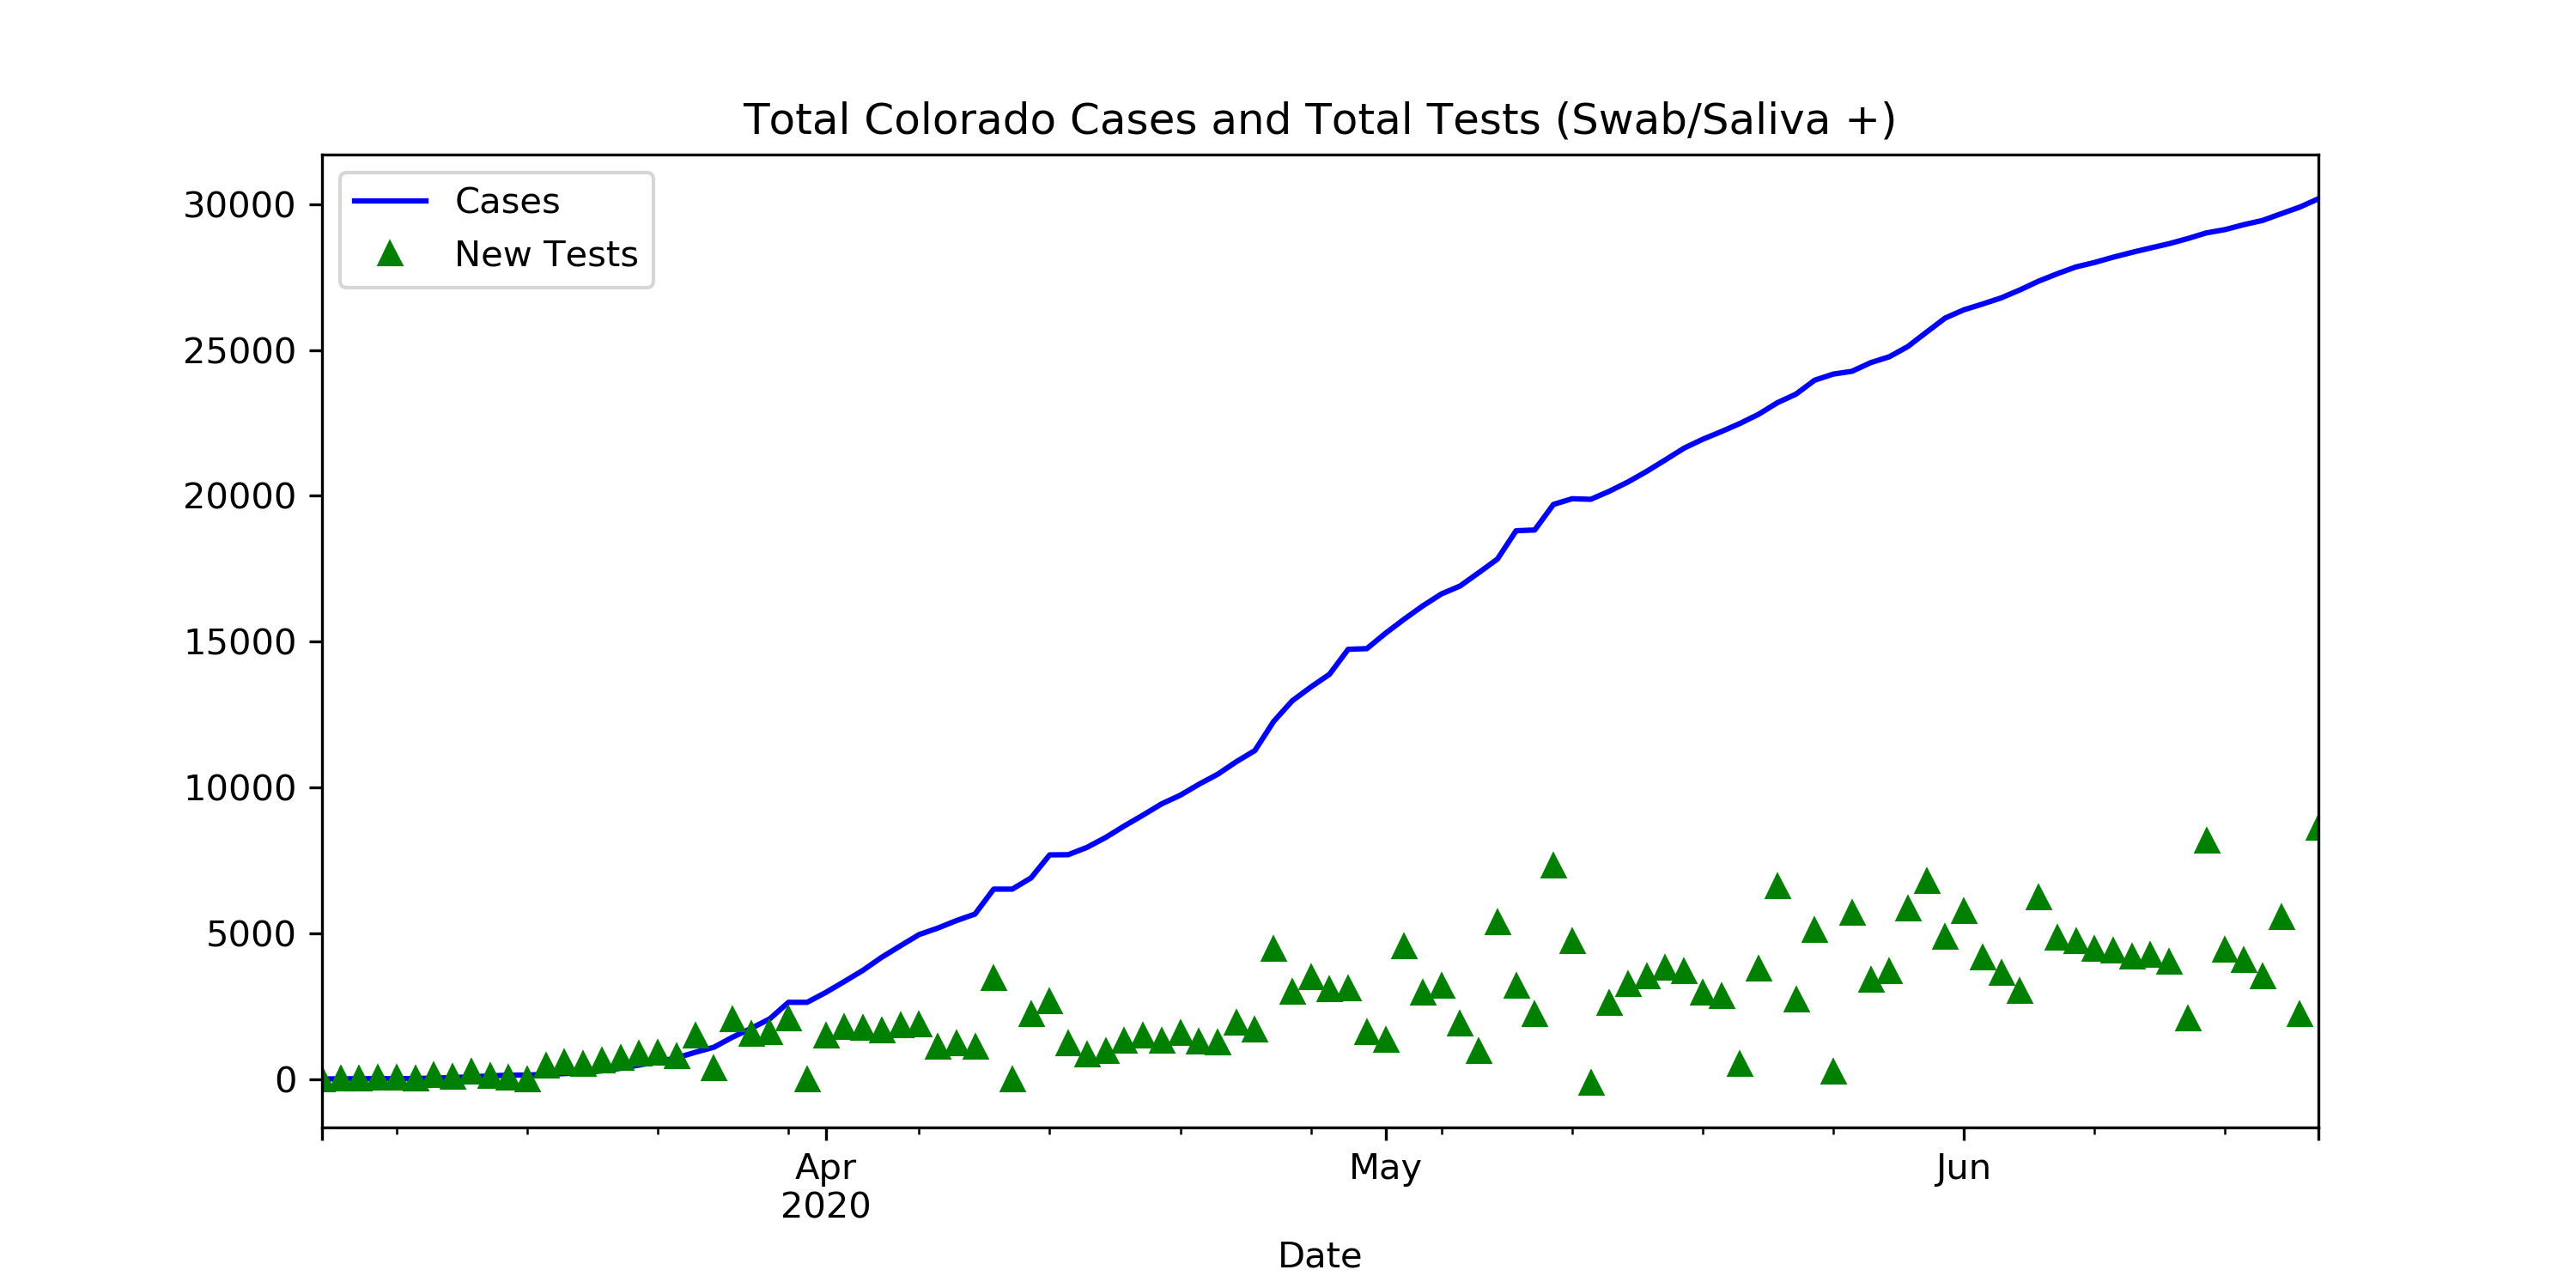 Total Colorado Cases and Total Tests (Swab/Saliva +)
Cases
New Tests
30000
25000
20000
15000
10000
5000
0
Apr May Jun
2020
Date